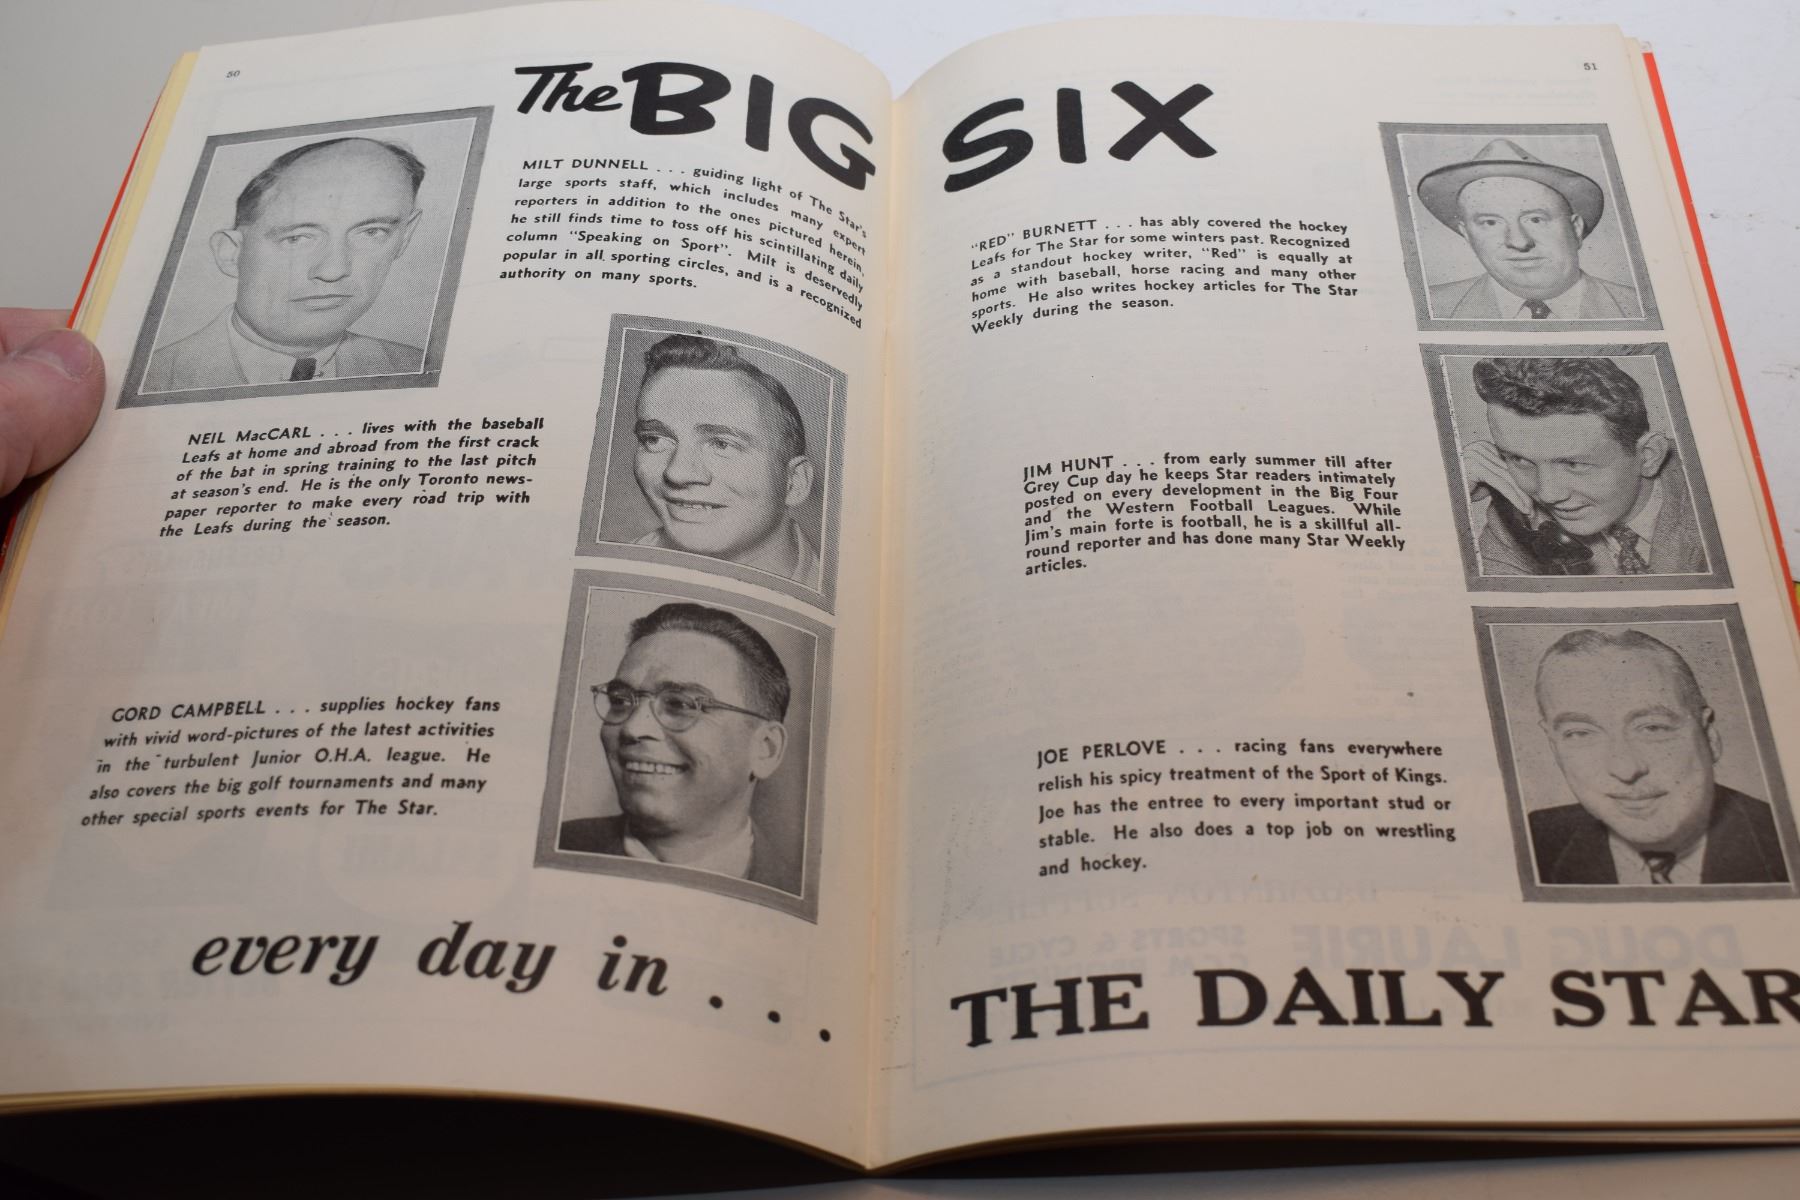 50
The BIG
MILT DUNNELL . . . guiding light of The Star's
large sports staff, which includes many expert
reporters in addition to the ones pictured herein,
he still finds time to toss off his scintillating daily
column "Speaking on Sport". Milt is deservedly
popular in all sporting circles, and is a recognized
authority on many sports.
NEIL MacCARL . . . lives with the baseball
Leafs at home and abroad from the first crack
of the bat in spring training to the last pitch
at season's end. He is the only Toronto news-
paper reporter to make every road trip with
the Leafs during the season.
GORD CAMPBELL . . . supplies hockey fans
with vivid word-pictures of the latest activities
in the turbulent Junior O.H.A. league. He
also covers the big golf tournaments and many
other special sports events for The Star.
every day in . . .
51
SIX
"RED" BURNETT . . . has ably covered the hockey
Leafs for The Star for some winters past. Recognized
as a standout hockey writer, "Red" is equally at
home with baseball, horse racing and many other
sports. He also writes hockey articles for The Star
Weekly during the season.
JIM HUNT . . . from early summer till after
Grey Cup day he keeps Star readers intimately
posted on every development in the Big Four
and the Western Football Leagues. While
Jim's main forte is football, he is a skillful all-
round reporter and has done many Star Weekly
articles.
JOE PERLOVE . . . racing fans everywhere
relish his spicy treatment of the Sport of Kings.
Joe has the entree to every important stud or
stable. He also does a top job on wrestling
and hockey.
THE DAILY STAR